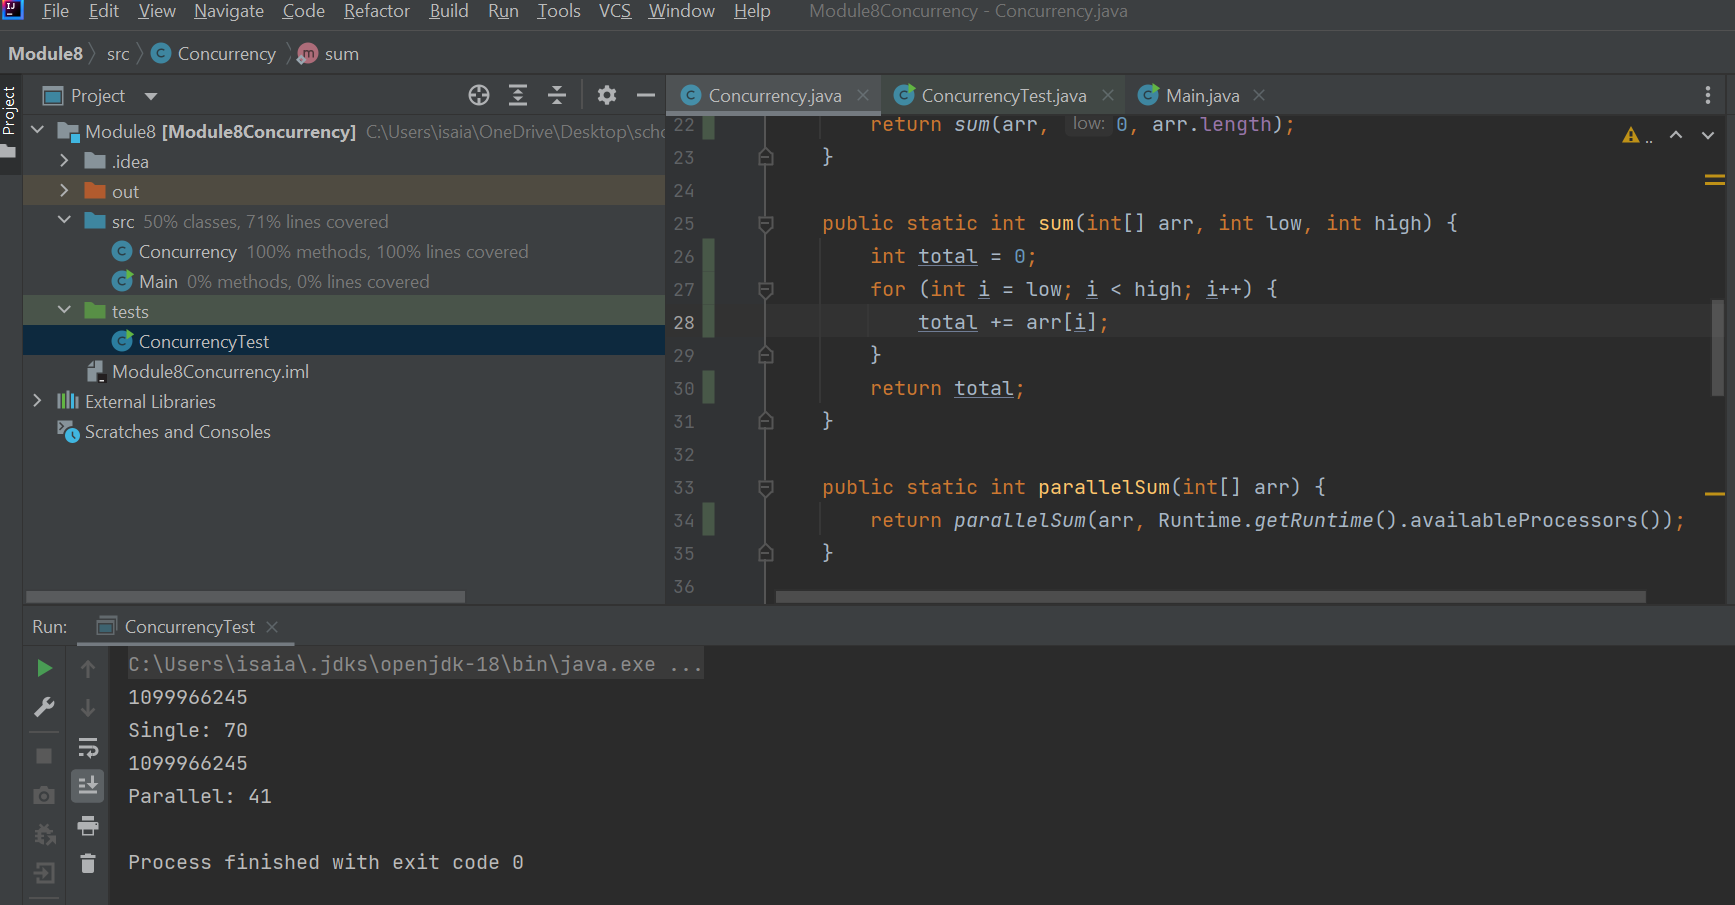 File Edit View Navigate Code Refactor Build Run Tools VCS Window Help Module8Concurrency - Concurrency.java
Module8 src Concurrency sum
Project
Project
Concurrency.java ConcurrencyTest.java Main.java
Module8 [Module8Concurrency] C:\Users\isaia\OneDrive\Desktop\scho
.idea
out
src 50% classes, 71% lines covered
Concurrency 100% methods, 100% lines covered
Main 0% methods, 0% lines covered
tests
ConcurrencyTest
Module8Concurrency.iml
External Libraries
Scratches and Consoles
22 return sum(arr, low: 0, arr.length);
23 }
24
25 public static int sum(int[] arr, int low, int high) {
26 int total = 0;
27 for (int i = low; i < high; i++) {
28 total += arr[i];
29 }
30 return total;
31 }
32
33 public static int parallelSum(int[] arr) {
34 return parallelSum(arr, Runtime.getRuntime().availableProcessors());
35 }
36
Run: ConcurrencyTest
C:\Users\isaia\.jdks\openjdk-18\bin\java.exe ...
1099966245
Single: 70
1099966245
Parallel: 41
Process finished with exit code 0